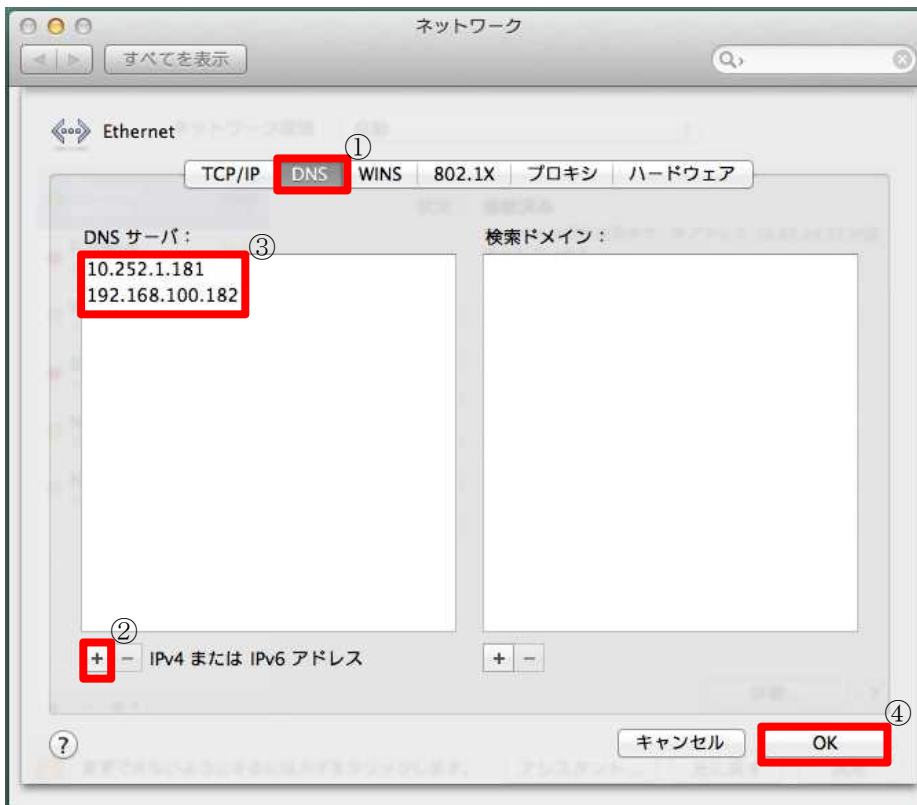 ネットワーク
すべてを表示
Ethernet
①
TCP/IP DNS WINS 802.1X プロキシ ハードウェア
DNS サーバ： ③ 検索ドメイン：
10.252.1.181
192.168.100.182
②
+ − IPv4 または IPv6 アドレス + −
④
? キャンセル OK